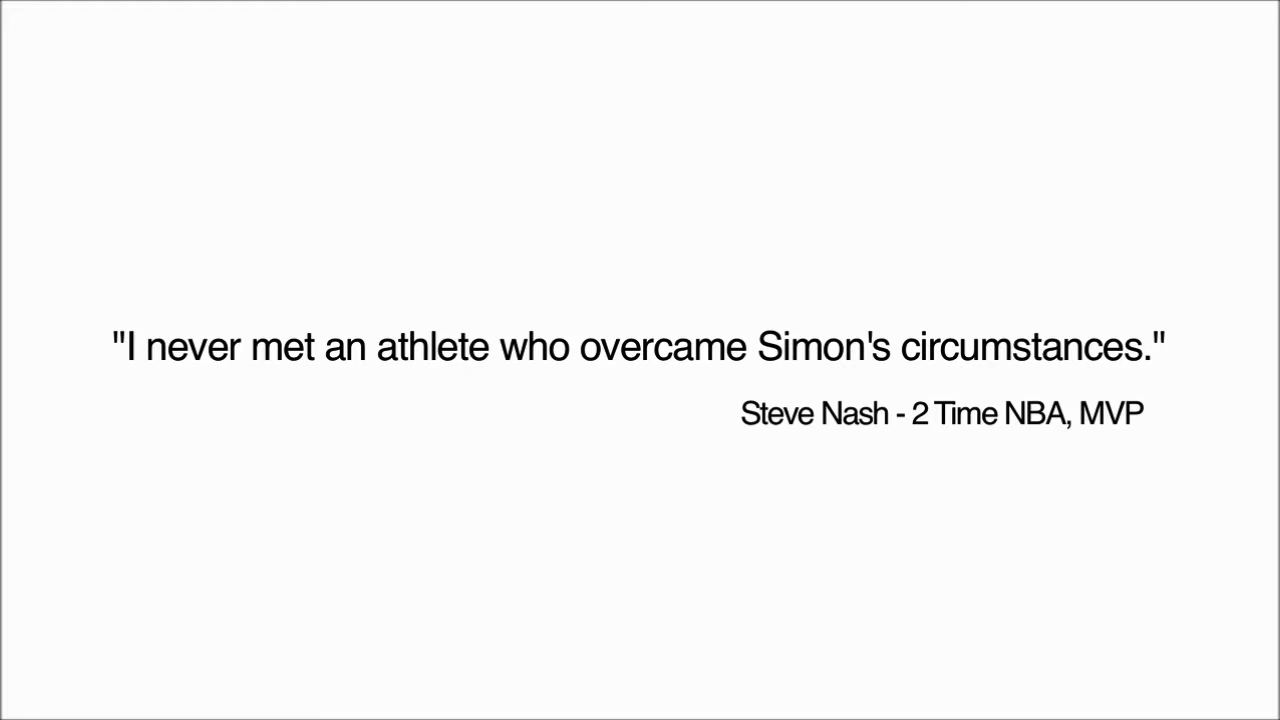 "I never met an athlete who overcame Simon's circumstances."
Steve Nash - 2 Time NBA, MVP